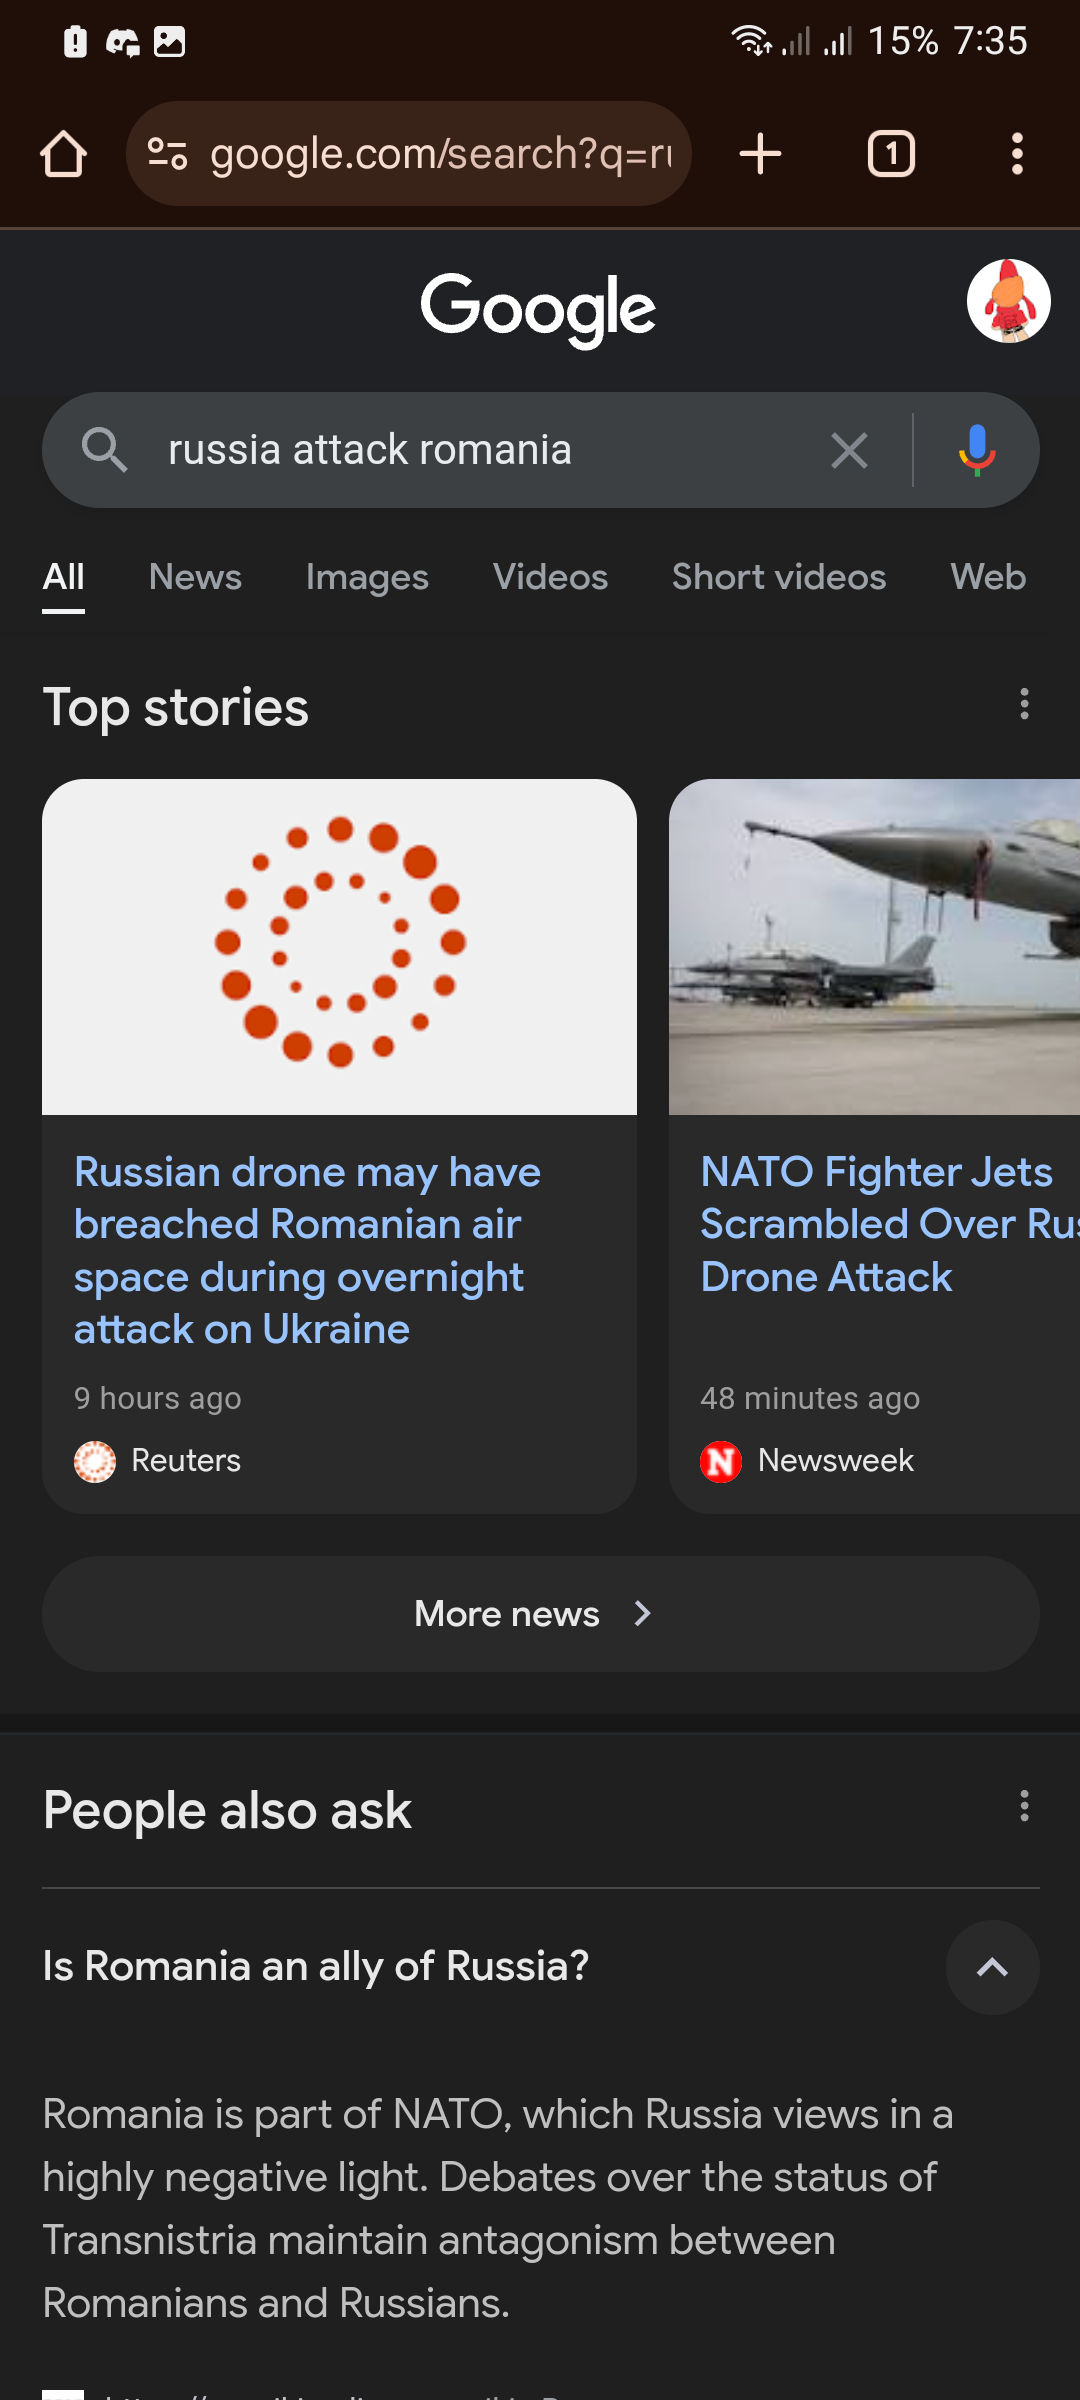 15% 7:35
google.com/search?q=ru
1
Google
russia attack romania
All News Images Videos Short videos Web
Top stories
Russian drone may have
breached Romanian air
space during overnight
attack on Ukraine
9 hours ago
Reuters
NATO Fighter Jets
Scrambled Over Rus
Drone Attack
48 minutes ago
N Newsweek
More news
People also ask
Is Romania an ally of Russia?
Romania is part of NATO, which Russia views in a
highly negative light. Debates over the status of
Transnistria maintain antagonism between
Romanians and Russians.